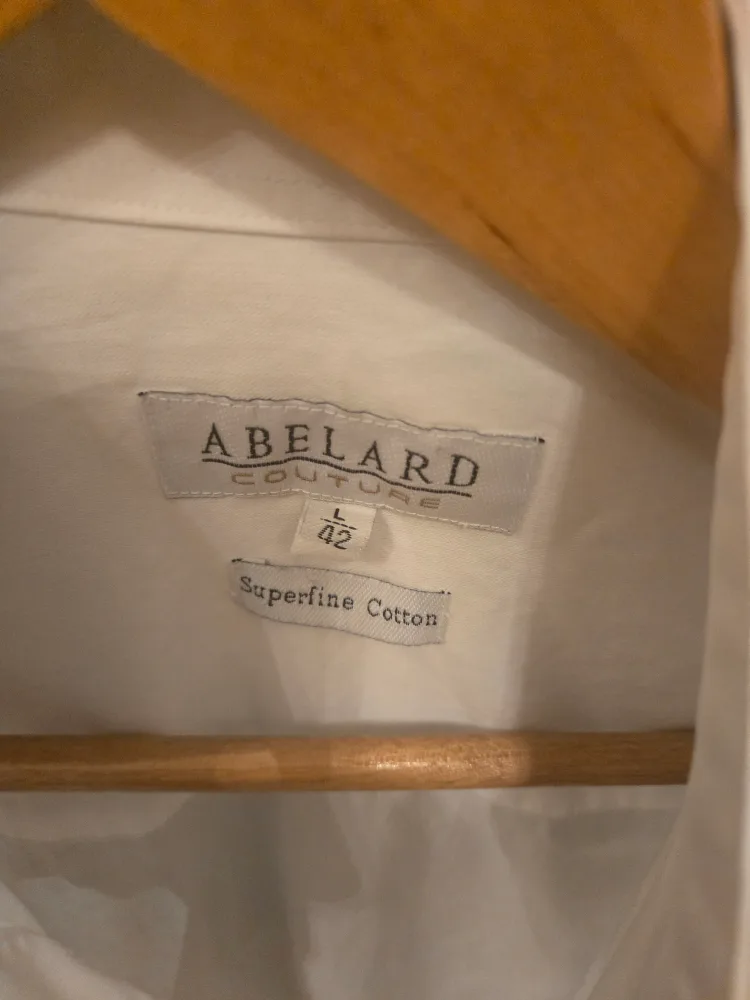 ABELARD
COUTURE
L
42
Superfine Cotton